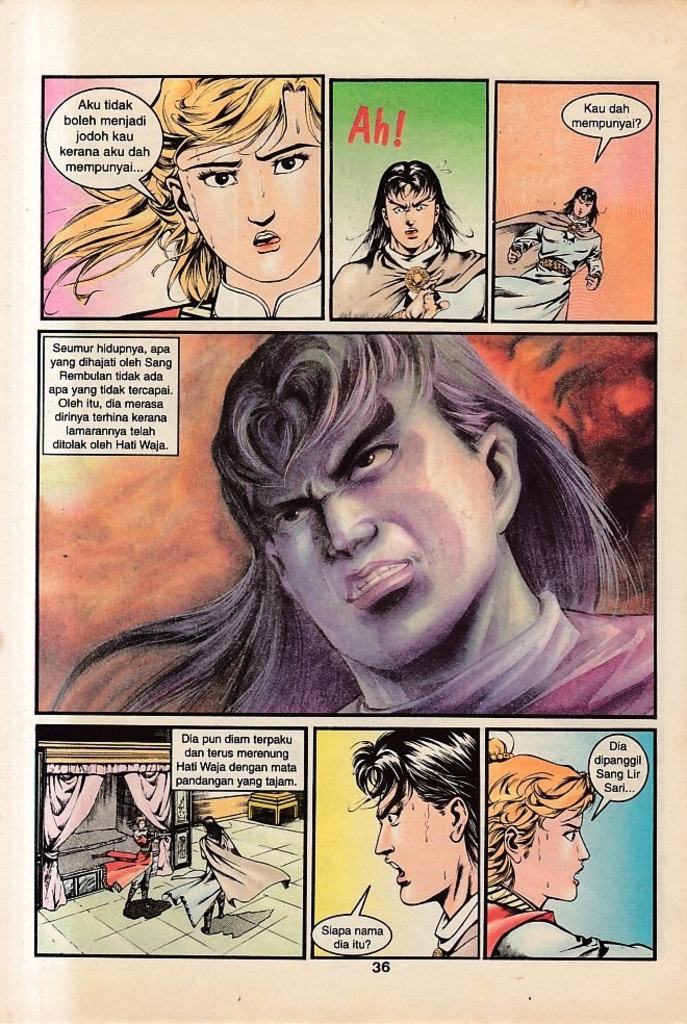 Aku tidak
boleh menjadi
jodoh kau
kerana aku dah
mempunyai...
Ah!
Kau dah
mempunyai?
Seumur hidupnya, apa
yang dihajati oleh Sang
Rembulan tidak ada
apa yang tidak tercapai.
Oleh itu, dia merasa
dirinya terhina kerana
lamarannya telah
ditolak oleh Hati Waja.
Dia pun diam terpaku
dan terus merenung
Hati Waja dengan mata
pandangan yang tajam.
Siapa nama
dia itu?
Dia
dipanggil
Sang Lir
Sari...
36